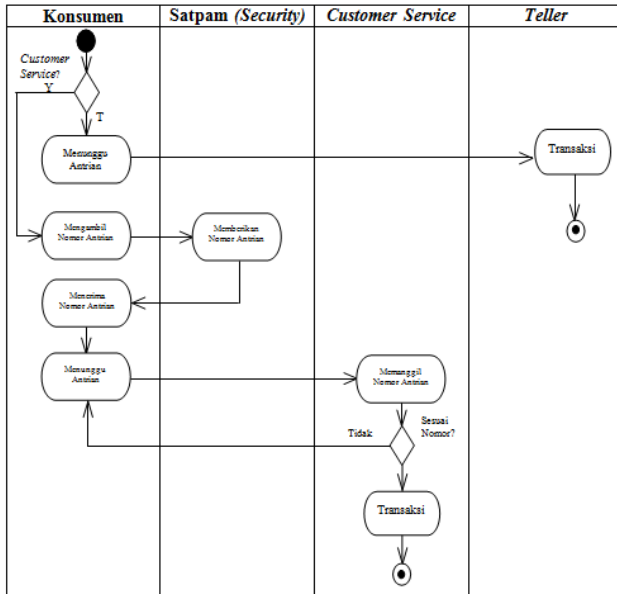 Konsumen
Satpam (Security)
Customer Service
Teller
Customer
Service?
Y
T
Menunggu
Antrian
Transaksi
Mengambil
Nomor Antrian
Memberikan
Nomor Antrian
Menerima
Nomor Antrian
Menunggu
Antrian
Memanggil
Nomor Antrian
Tidak
Sesuai
Nomor?
Transaksi